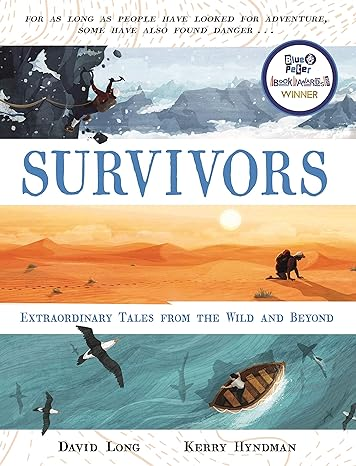 FOR AS LONG AS PEOPLE HAVE LOOKED FOR ADVENTURE,
SOME HAVE ALSO FOUND DANGER . . .
Blue
Peter
BOOK AWARDS
WINNER
SURVIVORS
EXTRAORDINARY TALES FROM THE WILD AND BEYOND
DAVID LONG KERRY HYNDMAN